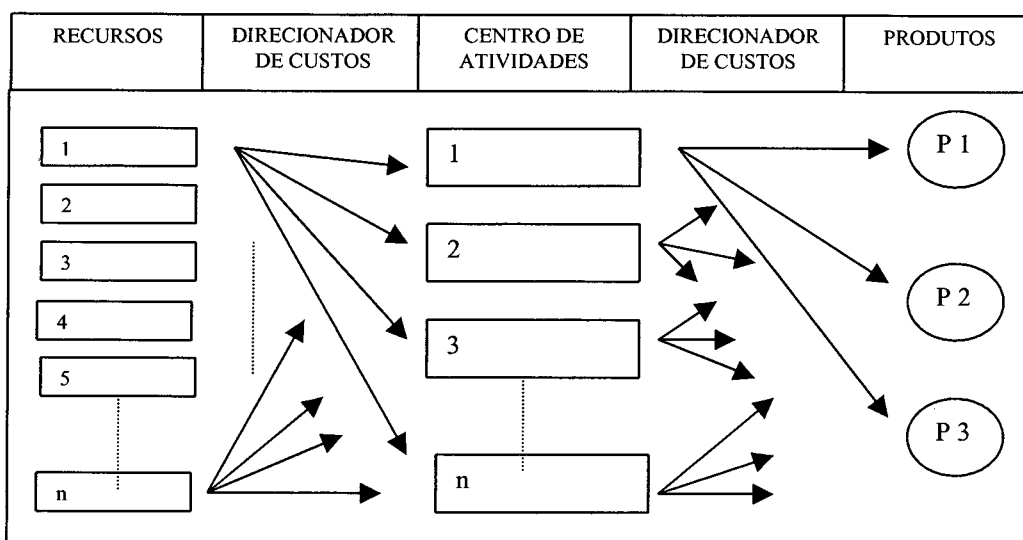 RECURSOS
DIRECIONADOR
DE CUSTOS
CENTRO DE
ATIVIDADES
DIRECIONADOR
DE CUSTOS
PRODUTOS
1
2
3
4
5
n
1
2
3
n
P 1
P 2
P 3